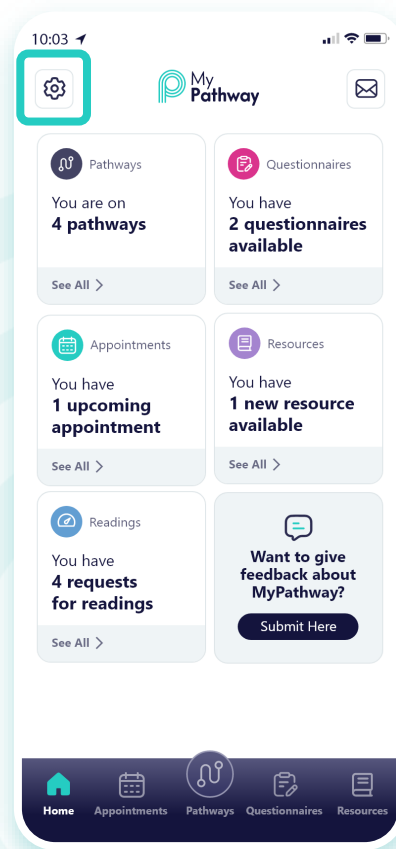 10:03
My
Pathway
Pathways
You are on
4 pathways
See All
Questionnaires
You have
2 questionnaires
available
See All
Appointments
You have
1 upcoming
appointment
See All
Resources
You have
1 new resource
available
See All
Readings
You have
4 requests
for readings
See All
Want to give
feedback about
MyPathway?
Submit Here
Home
Appointments
Pathways
Questionnaires
Resources